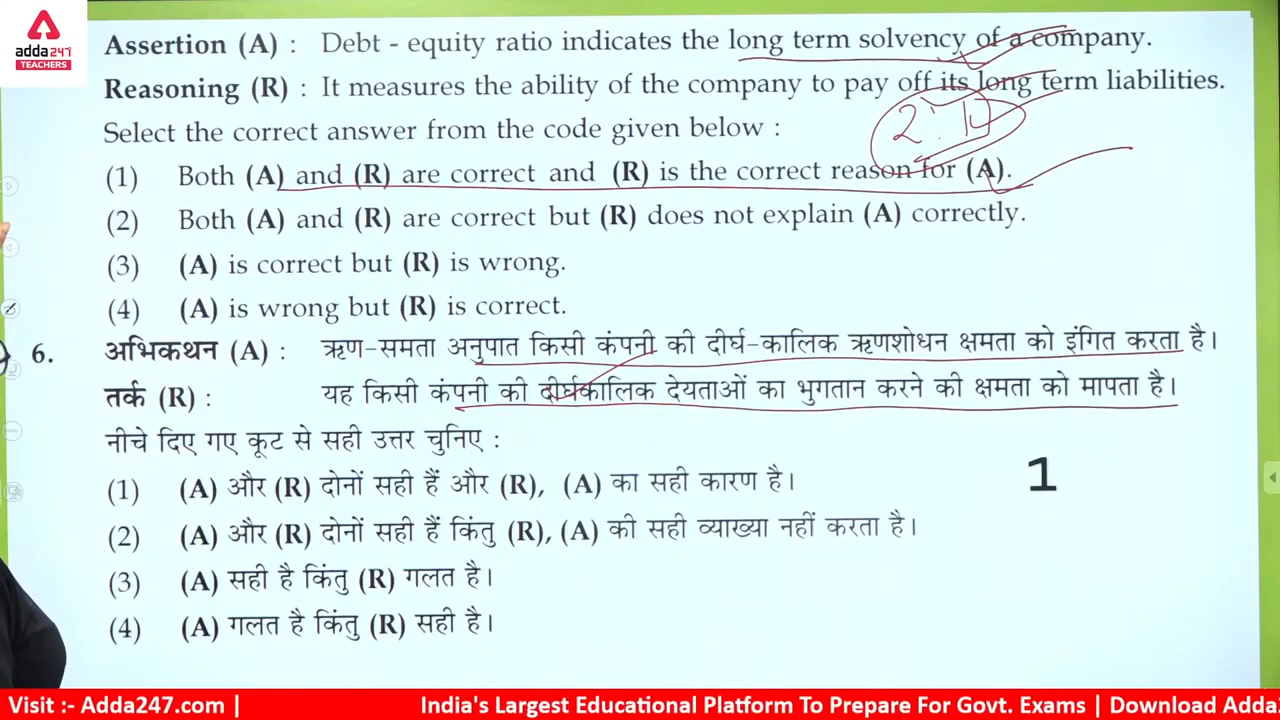 adda247
TEACHERS
Assertion (A) : Debt - equity ratio indicates the long term solvency of a company.
Reasoning (R) : It measures the ability of the company to pay off its long term liabilities.
Select the correct answer from the code given below :
2:1
(1) Both (A) and (R) are correct and (R) is the correct reason for (A).
(2) Both (A) and (R) are correct but (R) does not explain (A) correctly.
(3) (A) is correct but (R) is wrong.
(4) (A) is wrong but (R) is correct.
6. अभिकथन (A) : ऋण-समता अनुपात किसी कंपनी की दीर्घ-कालिक ऋणशोधन क्षमता को इंगित करता है।
तर्क (R) : यह किसी कंपनी की दीर्घकालिक देयताओं का भुगतान करने की क्षमता को मापता है।
नीचे दिए गए कूट से सही उत्तर चुनिए :
(1) (A) और (R) दोनों सही हैं और (R), (A) का सही कारण है।
1
(2) (A) और (R) दोनों सही हैं किंतु (R), (A) की सही व्याख्या नहीं करता है।
(3) (A) सही है किंतु (R) गलत है।
(4) (A) गलत है किंतु (R) सही है।
Visit :- Adda247.com | India's Largest Educational Platform To Prepare For Govt. Exams | Download Adda